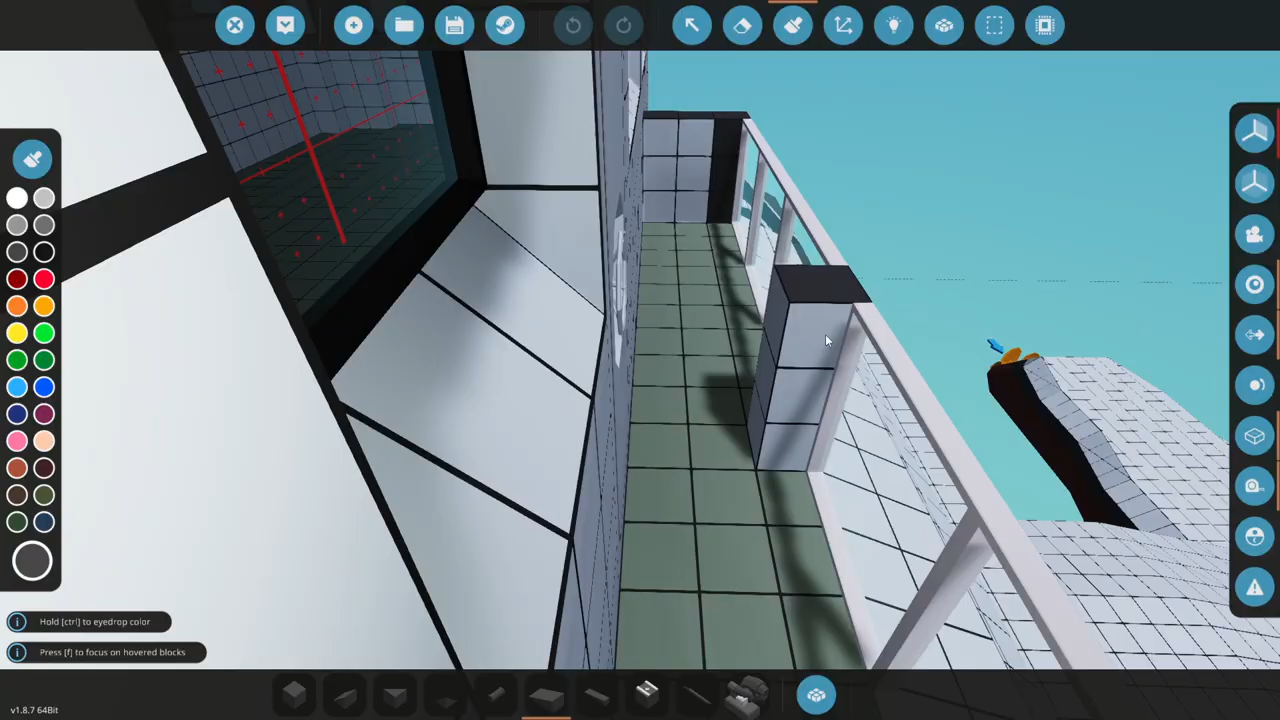 Hold [ctrl] to eyedrop color
Press [f] to focus on hovered blocks
v1.8.7 64Bit